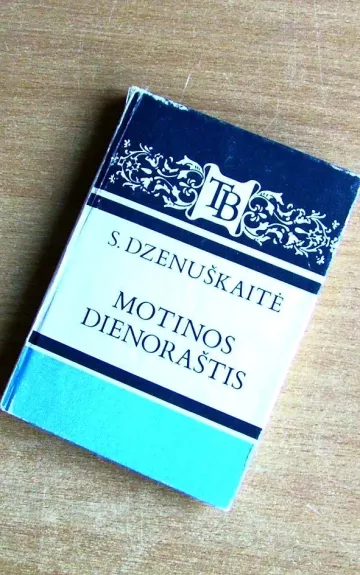 TB
S. DZENUŠKAITĖ
MOTINOS
DIENORAŠTIS